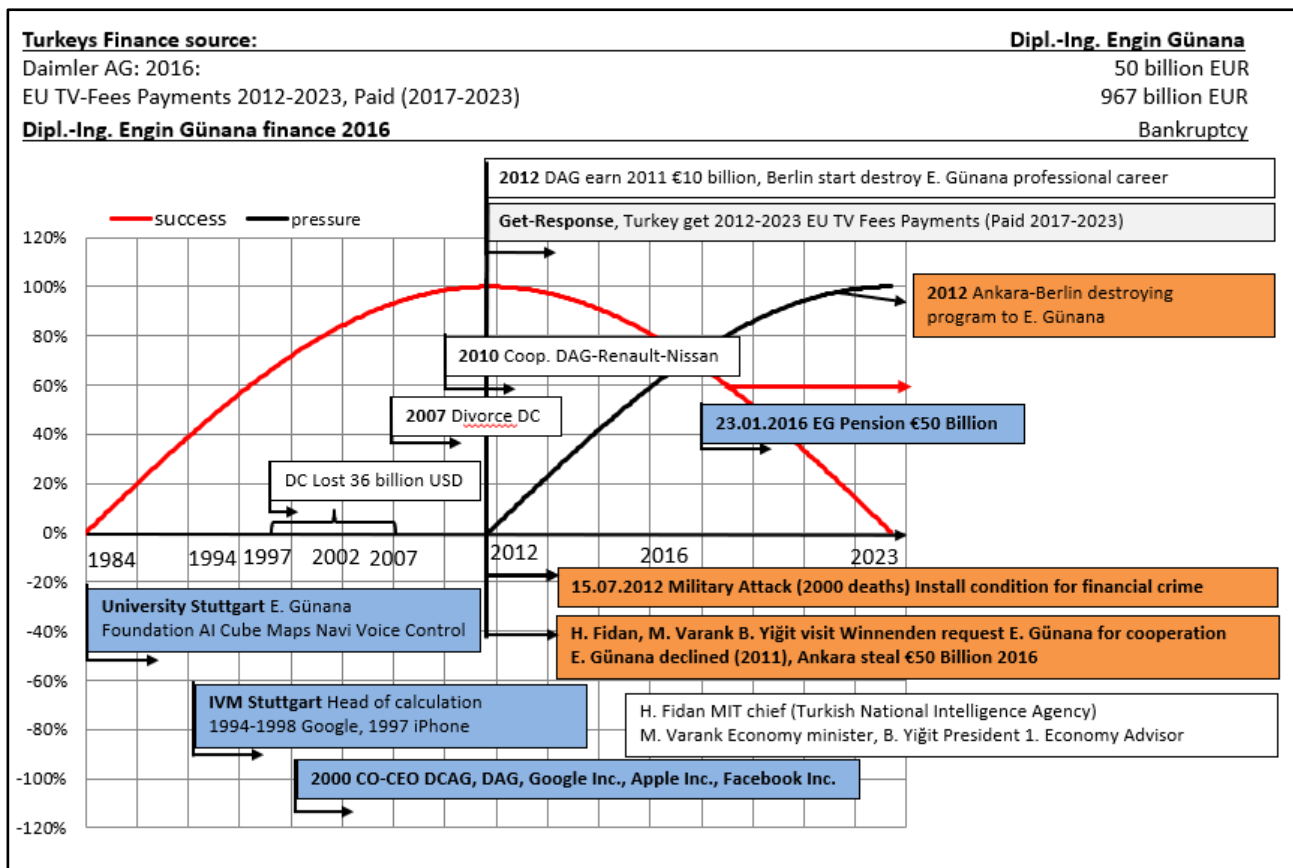 Turkeys Finance source: Dipl.-Ing. Engin Günana
Daimler AG: 2016: 50 billion EUR
EU TV-Fees Payments 2012-2023, Paid (2017-2023) 967 billion EUR
Dipl.-Ing. Engin Günana finance 2016 Bankruptcy
2012 DAG earn 2011 €10 billion, Berlin start destroy E. Günana professional career
success pressure
Get-Response, Turkey get 2012-2023 EU TV Fees Payments (Paid 2017-2023)
120%
100%
2012 Ankara-Berlin destroying
program to E. Günana
80%
2010 Coop. DAG-Renault-Nissan
60%
2007 Divorce DC
23.01.2016 EG Pension €50 Billion
40%
DC Lost 36 billion USD
20%
0%
1984 1994 1997 2002 2007 2012 2016 2023
-20%
15.07.2012 Military Attack (2000 deaths) Install condition for financial crime
University Stuttgart E. Günana
Foundation AI Cube Maps Navi Voice Control
-40%
H. Fidan, M. Varank B. Yiğit visit Winnenden request E. Günana for cooperation
E. Günana declined (2011), Ankara steal €50 Billion 2016
-60%
IVM Stuttgart Head of calculation
1994-1998 Google, 1997 iPhone
H. Fidan MIT chief (Turkish National Intelligence Agency)
M. Varank Economy minister, B. Yiğit President 1. Economy Advisor
-80%
-100%
2000 CO-CEO DCAG, DAG, Google Inc., Apple Inc., Facebook Inc.
-120%